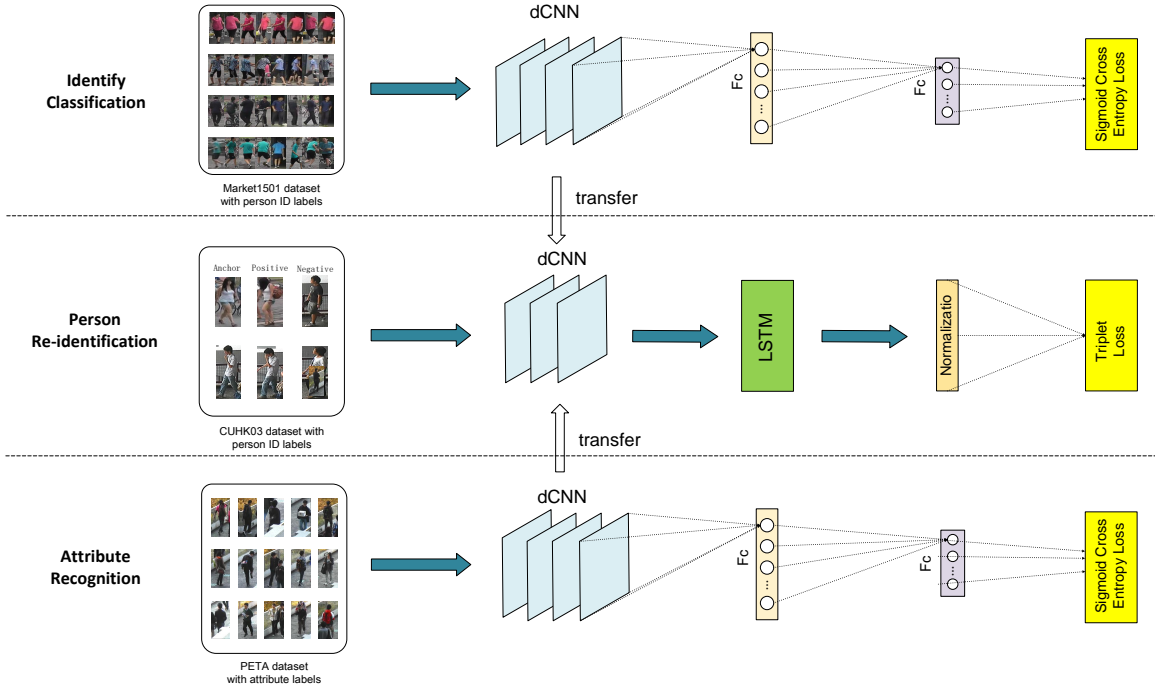 dCNN
Identify
Classification
Fc
...
Fc
...
Sigmoid Cross
Entropy Loss
Market1501 dataset
with person ID labels
transfer
dCNN
Anchor Positive Negative
Person
Re-identification
LSTM
Normalizatio
Triplet
Loss
CUHK03 dataset with
person ID labels
transfer
dCNN
Attribute
Recognition
Fc
...
Fc
...
Sigmoid Cross
Entropy Loss
PETA dataset
with attribute labels